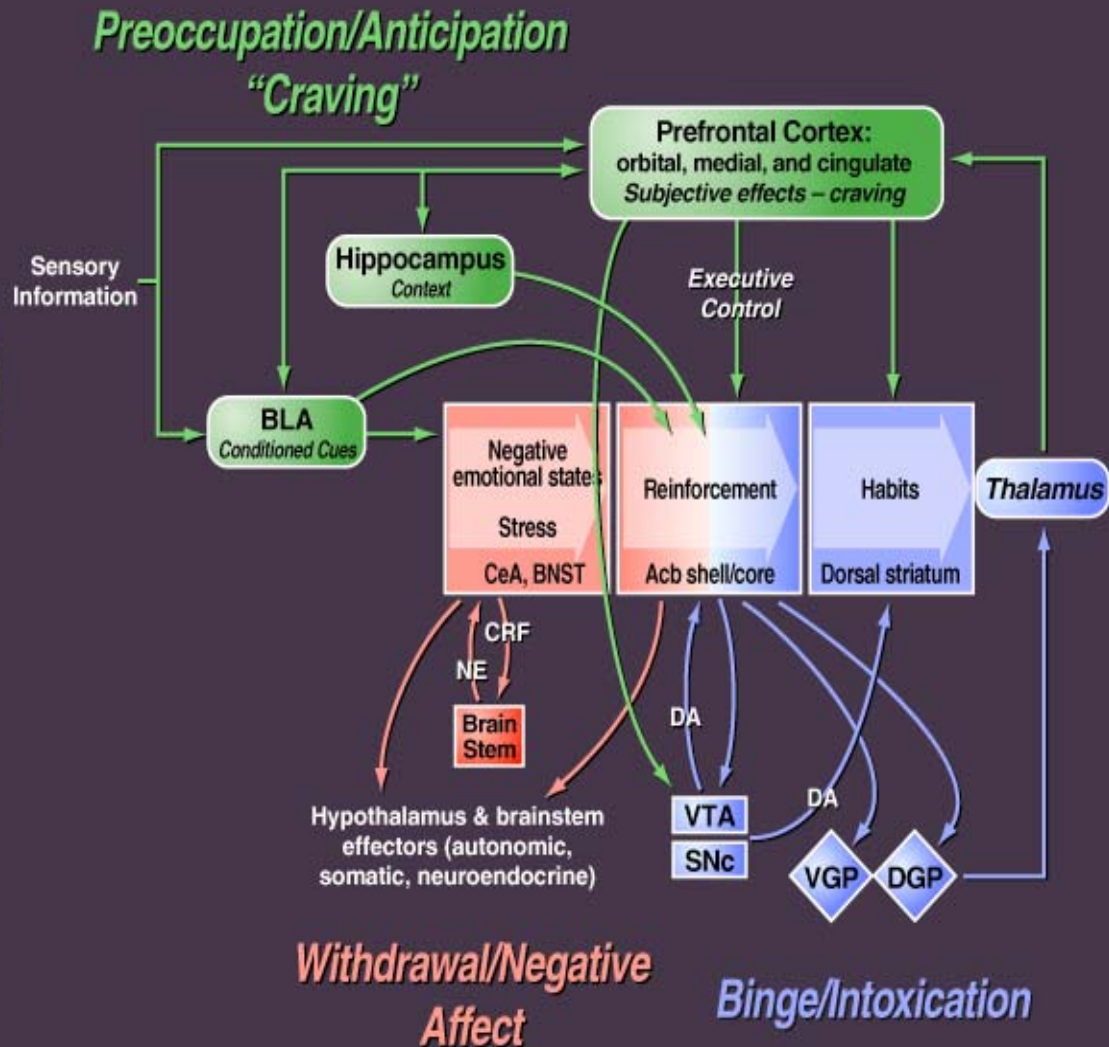 Preoccupation/Anticipation
“Craving”
Prefrontal Cortex:
orbital, medial, and cingulate
Subjective effects – craving
Sensory
Information
Hippocampus
Context
Executive
Control
BLA
Conditioned Cues
Negative
emotional states
Stress
CeA, BNST
Reinforcement
Acb shell/core
Habits
Dorsal striatum
Thalamus
CRF
NE
Brain
Stem
DA
DA
Hypothalamus & brainstem
effectors (autonomic,
somatic, neuroendocrine)
VTA
SNc
VGP
DGP
Withdrawal/Negative
Affect
Binge/Intoxication